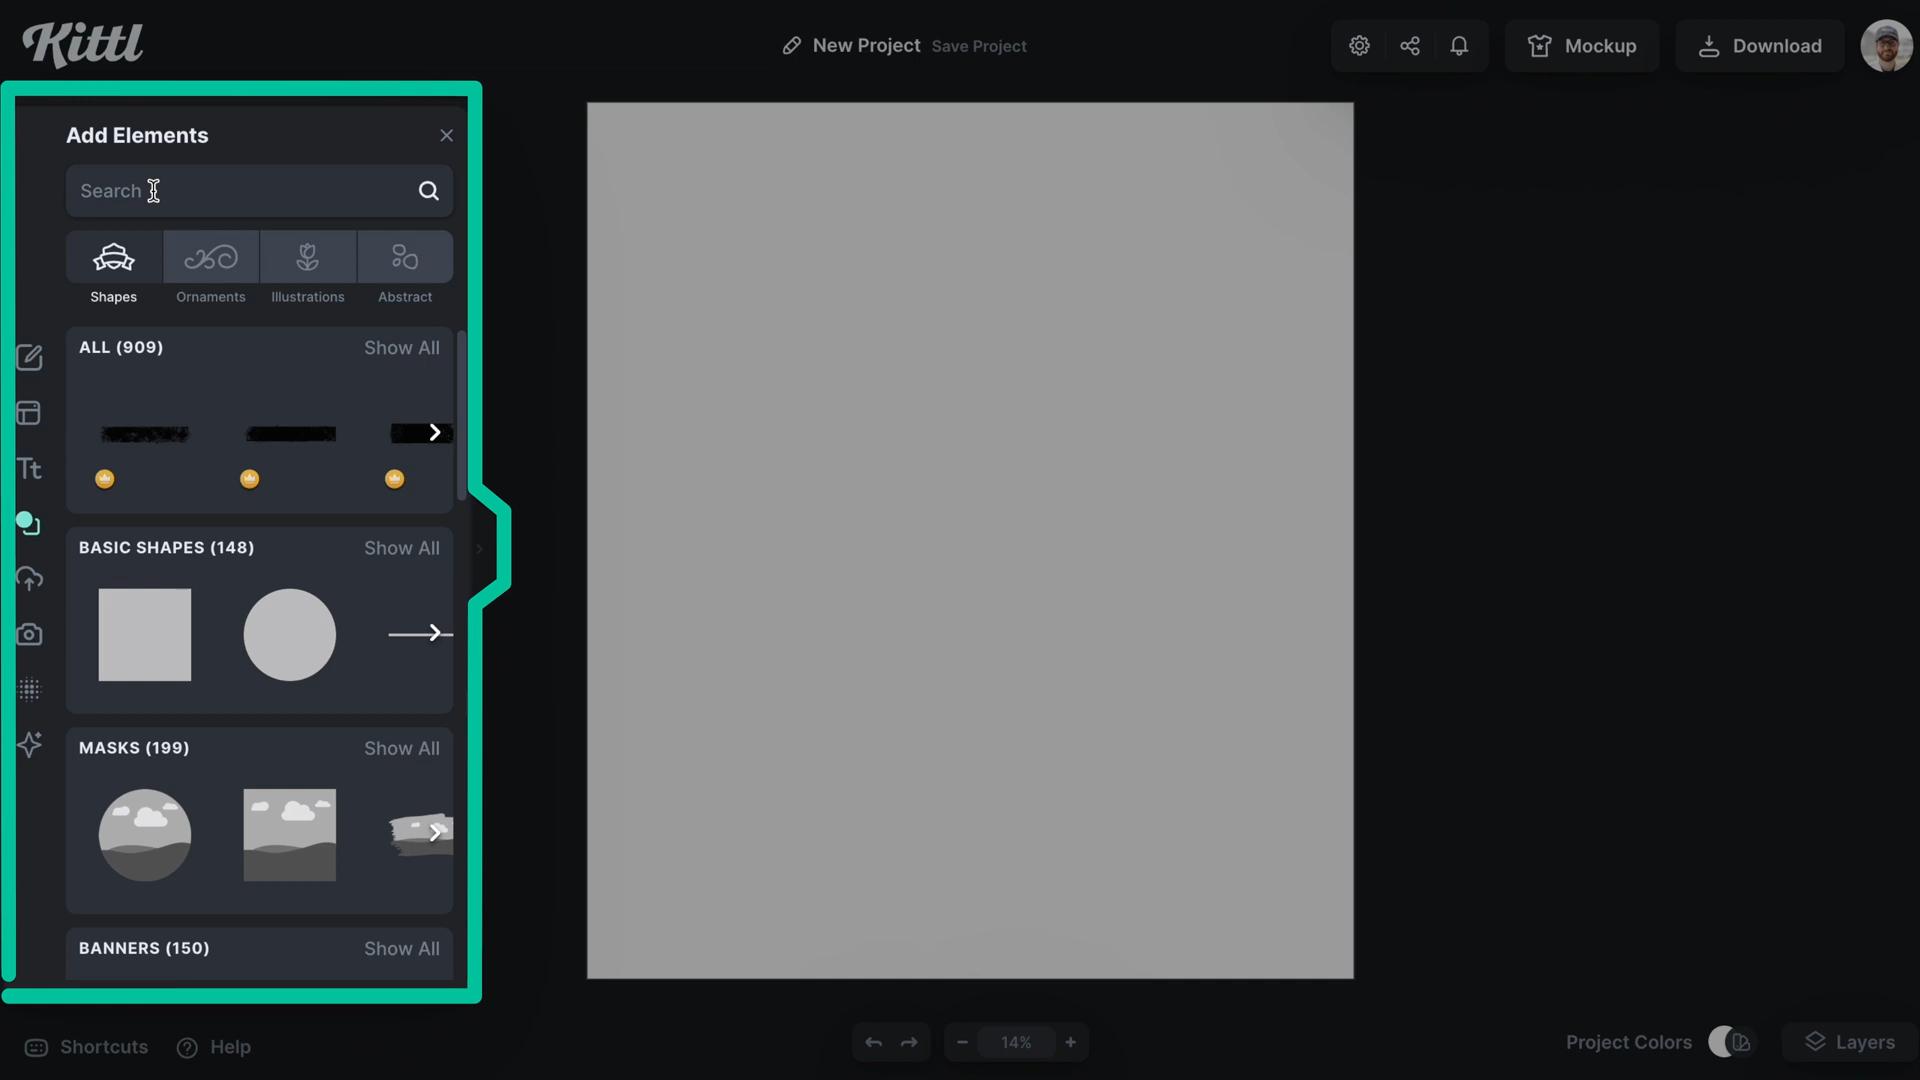 Kittl
New Project Save Project
Mockup
Download
Add Elements
Search
Shapes Ornaments Illustrations Abstract
ALL (909) Show All
BASIC SHAPES (148) Show All
MASKS (199) Show All
BANNERS (150) Show All
Tt
Shortcuts Help
14%
Project Colors
Layers